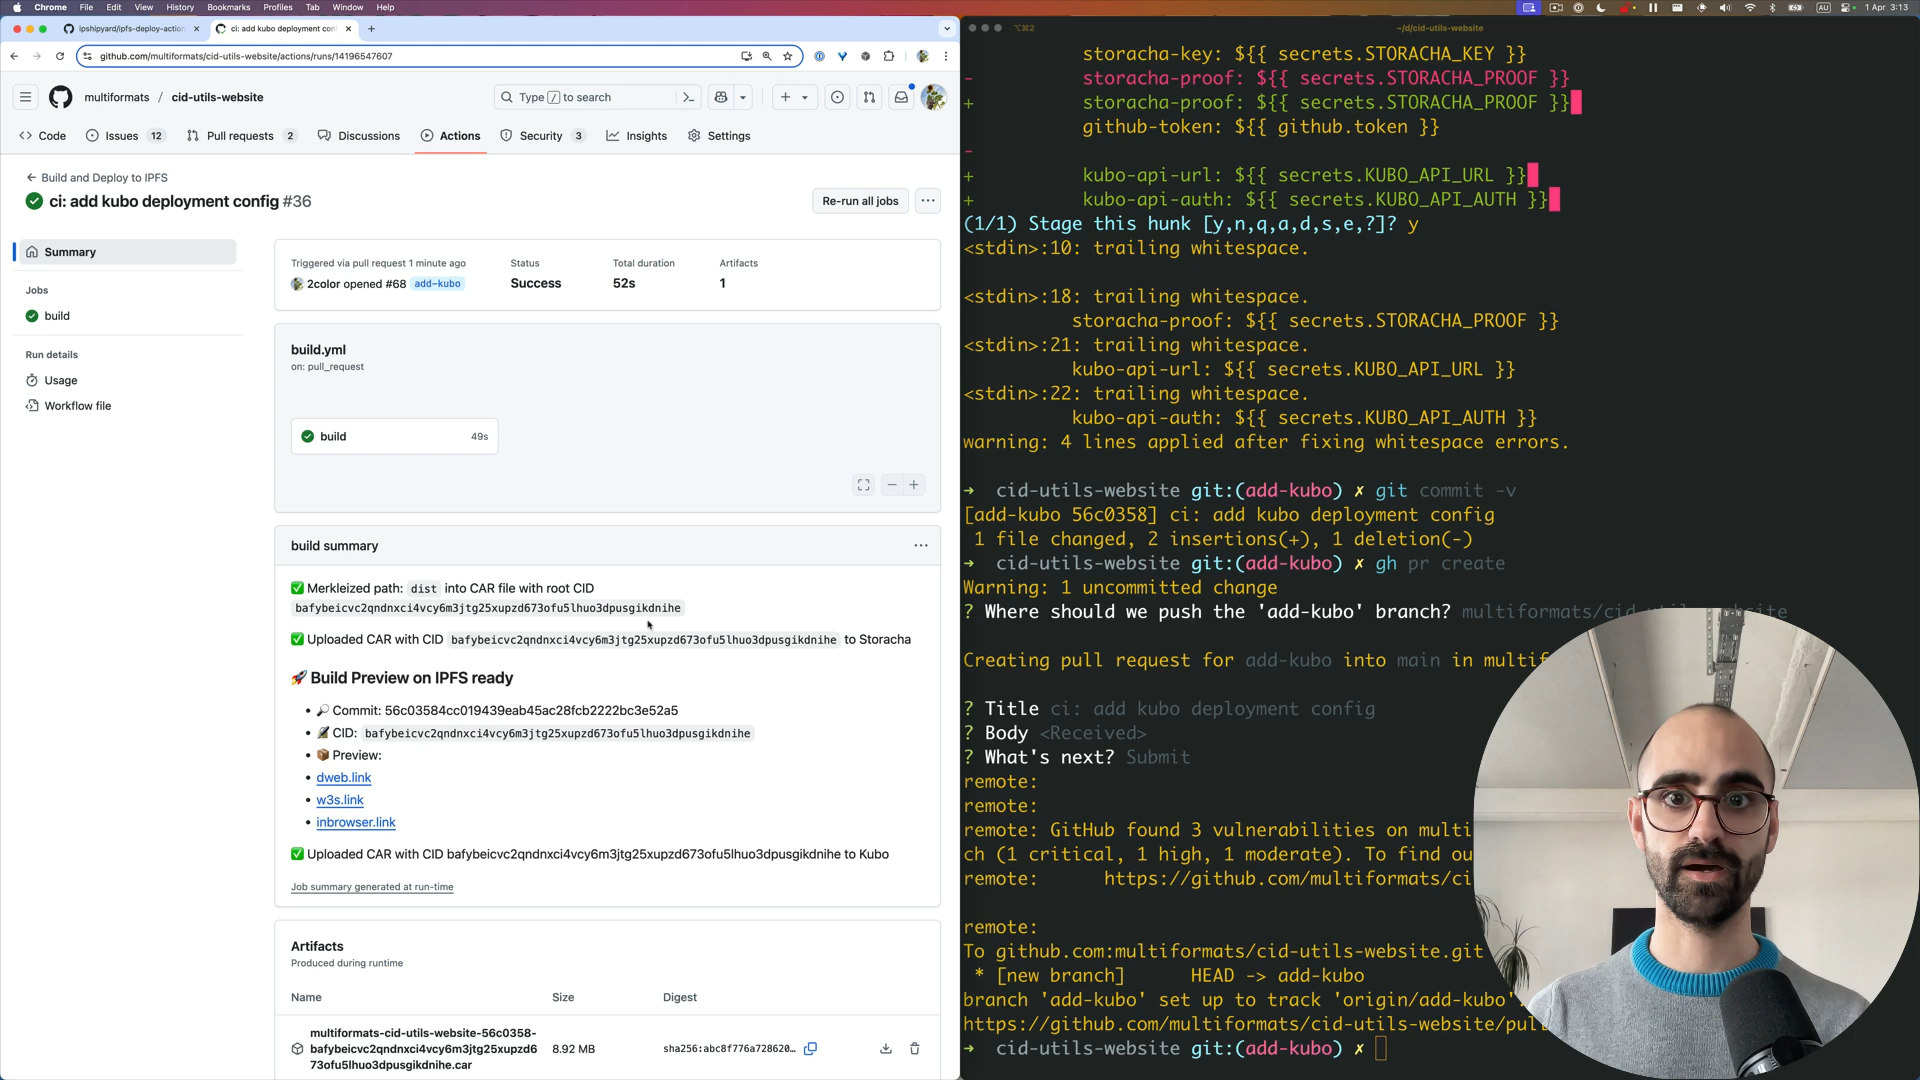 Chrome File Edit View History Bookmarks Profiles Tab Window Help
AU 1 Apr 3:13
ipshipyard/ipfs-deploy-action
ci: add kubo deployment con
github.com/multiformats/cid-utils-website/actions/runs/14196547607
multiformats / cid-utils-website
Type / to search
Code Issues 12 Pull requests 2 Discussions Actions Security 3 Insights Settings
Build and Deploy to IPFS
ci: add kubo deployment config #36
Re-run all jobs
Summary
Jobs
build
Run details
Usage
Workflow file
Triggered via pull request 1 minute ago Status Total duration Artifacts
2color opened #68 add-kubo Success 52s 1
build.yml
on: pull_request
build 49s
build summary
Merkleized path: dist into CAR file with root CID
bafybeicvc2qndnxci4vcy6m3jtg25xupzd673ofu5lhuo3dpusgikdnihe
Uploaded CAR with CID bafybeicvc2qndnxci4vcy6m3jtg25xupzd673ofu5lhuo3dpusgikdnihe to Storacha
Build Preview on IPFS ready
Commit: 56c03584cc019439eab45ac28fcb2222bc3e52a5
CID: bafybeicvc2qndnxci4vcy6m3jtg25xupzd673ofu5lhuo3dpusgikdnihe
Preview:
dweb.link
w3s.link
inbrowser.link
Uploaded CAR with CID bafybeicvc2qndnxci4vcy6m3jtg25xupzd673ofu5lhuo3dpusgikdnihe to Kubo
Job summary generated at run-time
Artifacts
Produced during runtime
Name Size Digest
multiformats-cid-utils-website-56c0358-
bafybeicvc2qndnxci4vcy6m3jtg25xupzd6
73ofu5lhuo3dpusgikdnihe.car
8.92 MB
sha256:abc8f776a728620…
⌥⌘2 ~/d/cid-utils-website
storacha-key: ${{ secrets.STORACHA_KEY }}
- storacha-proof: ${{ secrets.STORACHA_PROOF }}
+ storacha-proof: ${{ secrets.STORACHA_PROOF }}
github-token: ${{ github.token }}
-
+ kubo-api-url: ${{ secrets.KUBO_API_URL }}
+ kubo-api-auth: ${{ secrets.KUBO_API_AUTH }}
(1/1) Stage this hunk [y,n,q,a,d,s,e,?]? y
<stdin>:10: trailing whitespace.
<stdin>:18: trailing whitespace.
storacha-proof: ${{ secrets.STORACHA_PROOF }}
<stdin>:21: trailing whitespace.
kubo-api-url: ${{ secrets.KUBO_API_URL }}
<stdin>:22: trailing whitespace.
kubo-api-auth: ${{ secrets.KUBO_API_AUTH }}
warning: 4 lines applied after fixing whitespace errors.
➜ cid-utils-website git:(add-kubo) ✗ git commit -v
[add-kubo 56c0358] ci: add kubo deployment config
1 file changed, 2 insertions(+), 1 deletion(-)
➜ cid-utils-website git:(add-kubo) ✗ gh pr create
Warning: 1 uncommitted change
? Where should we push the 'add-kubo' branch? multiformats/cid-utils-website
Creating pull request for add-kubo into main in multif
? Title ci: add kubo deployment config
? Body <Received>
? What's next? Submit
remote:
remote:
remote: GitHub found 3 vulnerabilities on multi
ch (1 critical, 1 high, 1 moderate). To find ou
remote: https://github.com/multiformats/ci
remote:
To github.com:multiformats/cid-utils-website.git
* [new branch] HEAD -> add-kubo
branch 'add-kubo' set up to track 'origin/add-kubo'.
https://github.com/multiformats/cid-utils-website/pull
➜ cid-utils-website git:(add-kubo) ✗